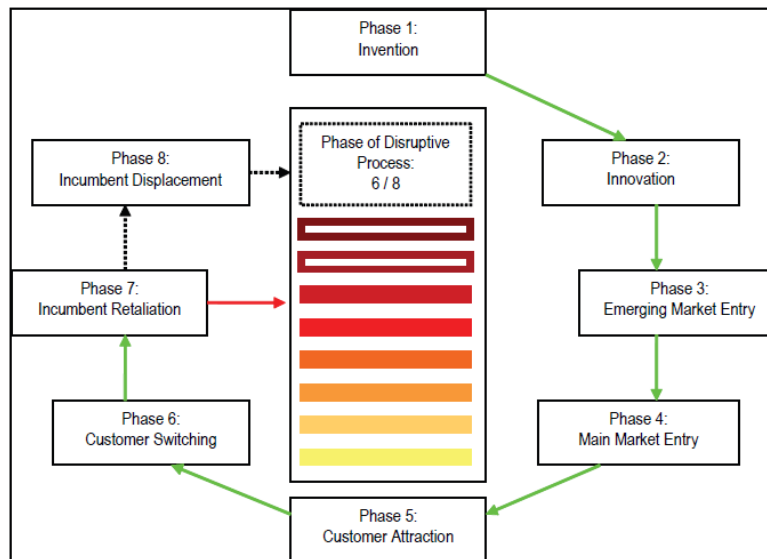 Phase 1:
Invention
Phase of Disruptive
Process:
6 / 8
Phase 8:
Incumbent Displacement
Phase 2:
Innovation
Phase 7:
Incumbent Retaliation
Phase 3:
Emerging Market Entry
Phase 6:
Customer Switching
Phase 4:
Main Market Entry
Phase 5:
Customer Attraction